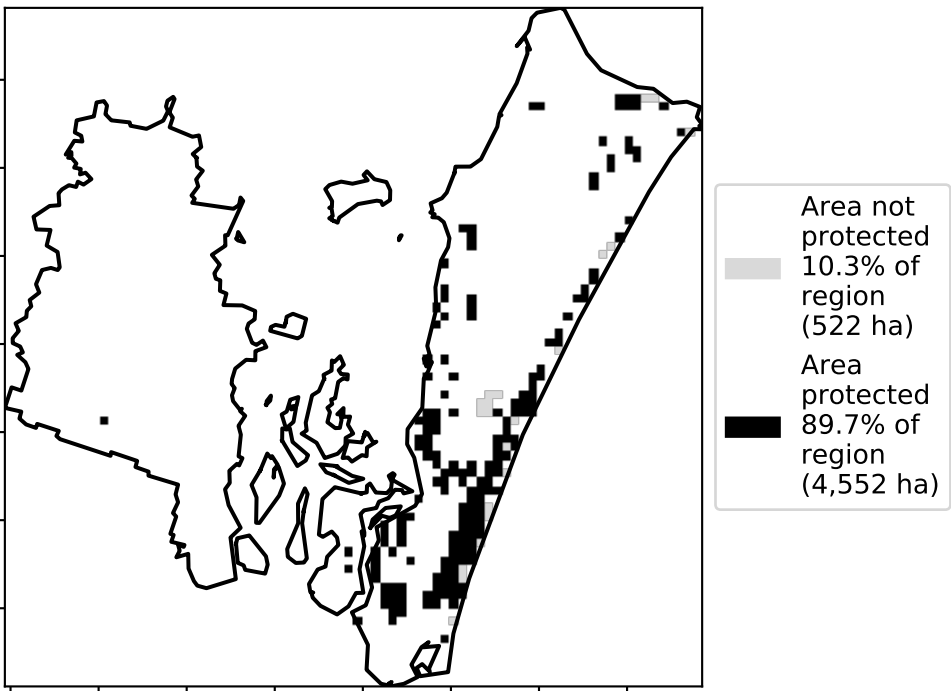 Area not
protected
10.3% of
region
(522 ha)
Area
protected
89.7% of
region
(4,552 ha)